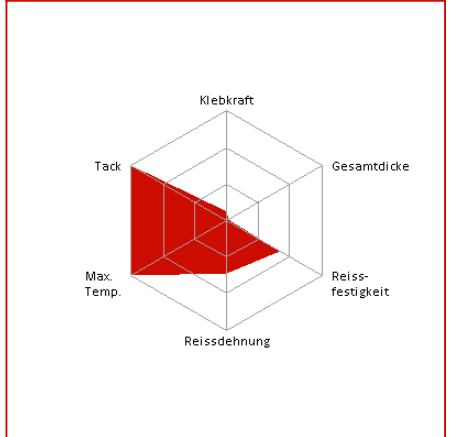 Klebkraft
Tack
Gesamtdicke
Max.
Temp.
Reiss-
festigkeit
Reissdehnung